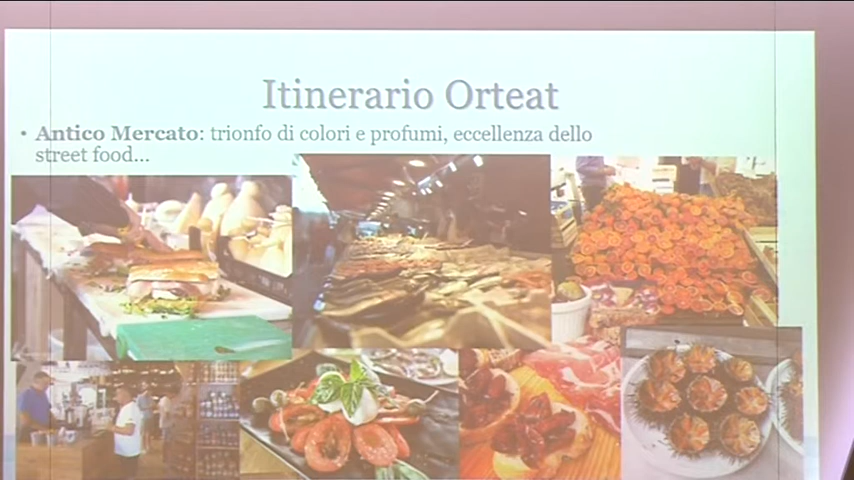 Itinerario Orteat
• Antico Mercato: trionfo di colori e profumi, eccellenza dello
street food...